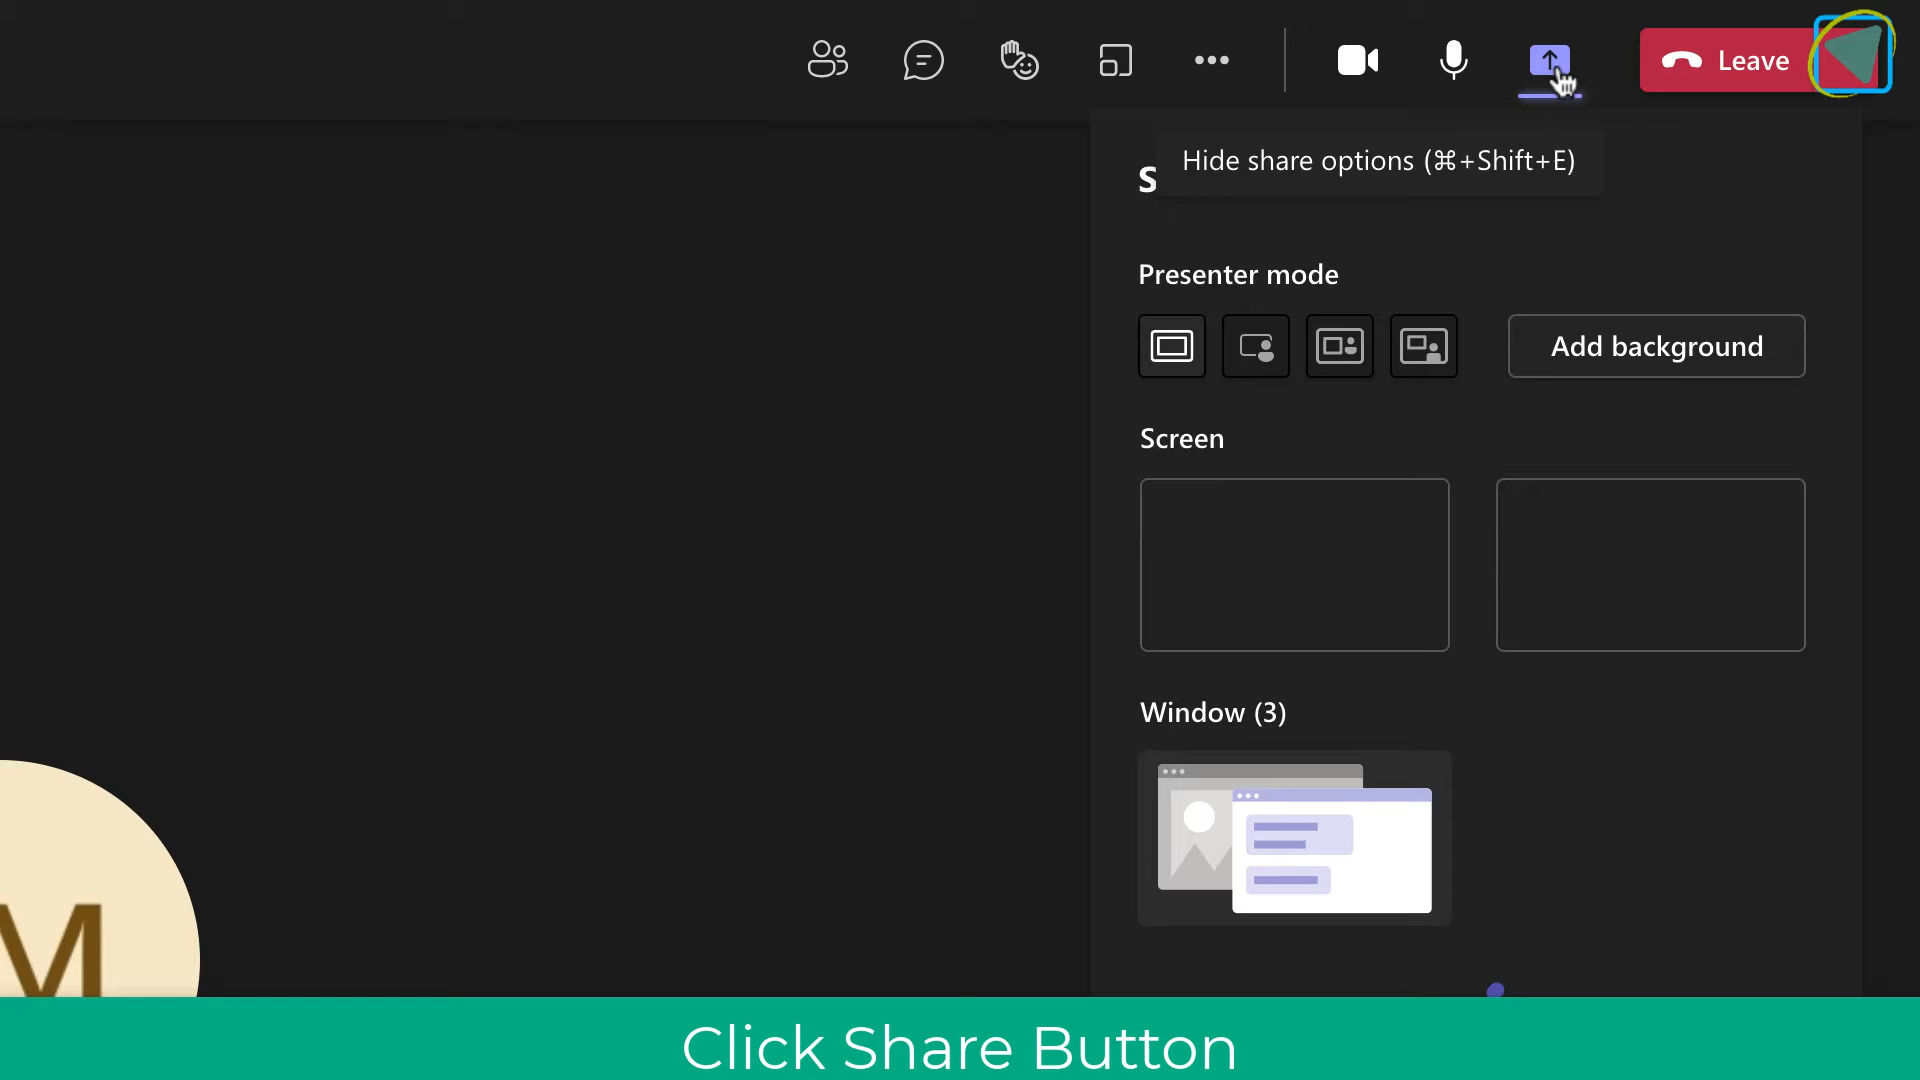 Leave
Hide share options (⌘+Shift+E)
S
Presenter mode
Add background
Screen
Window (3)
M
Click Share Button